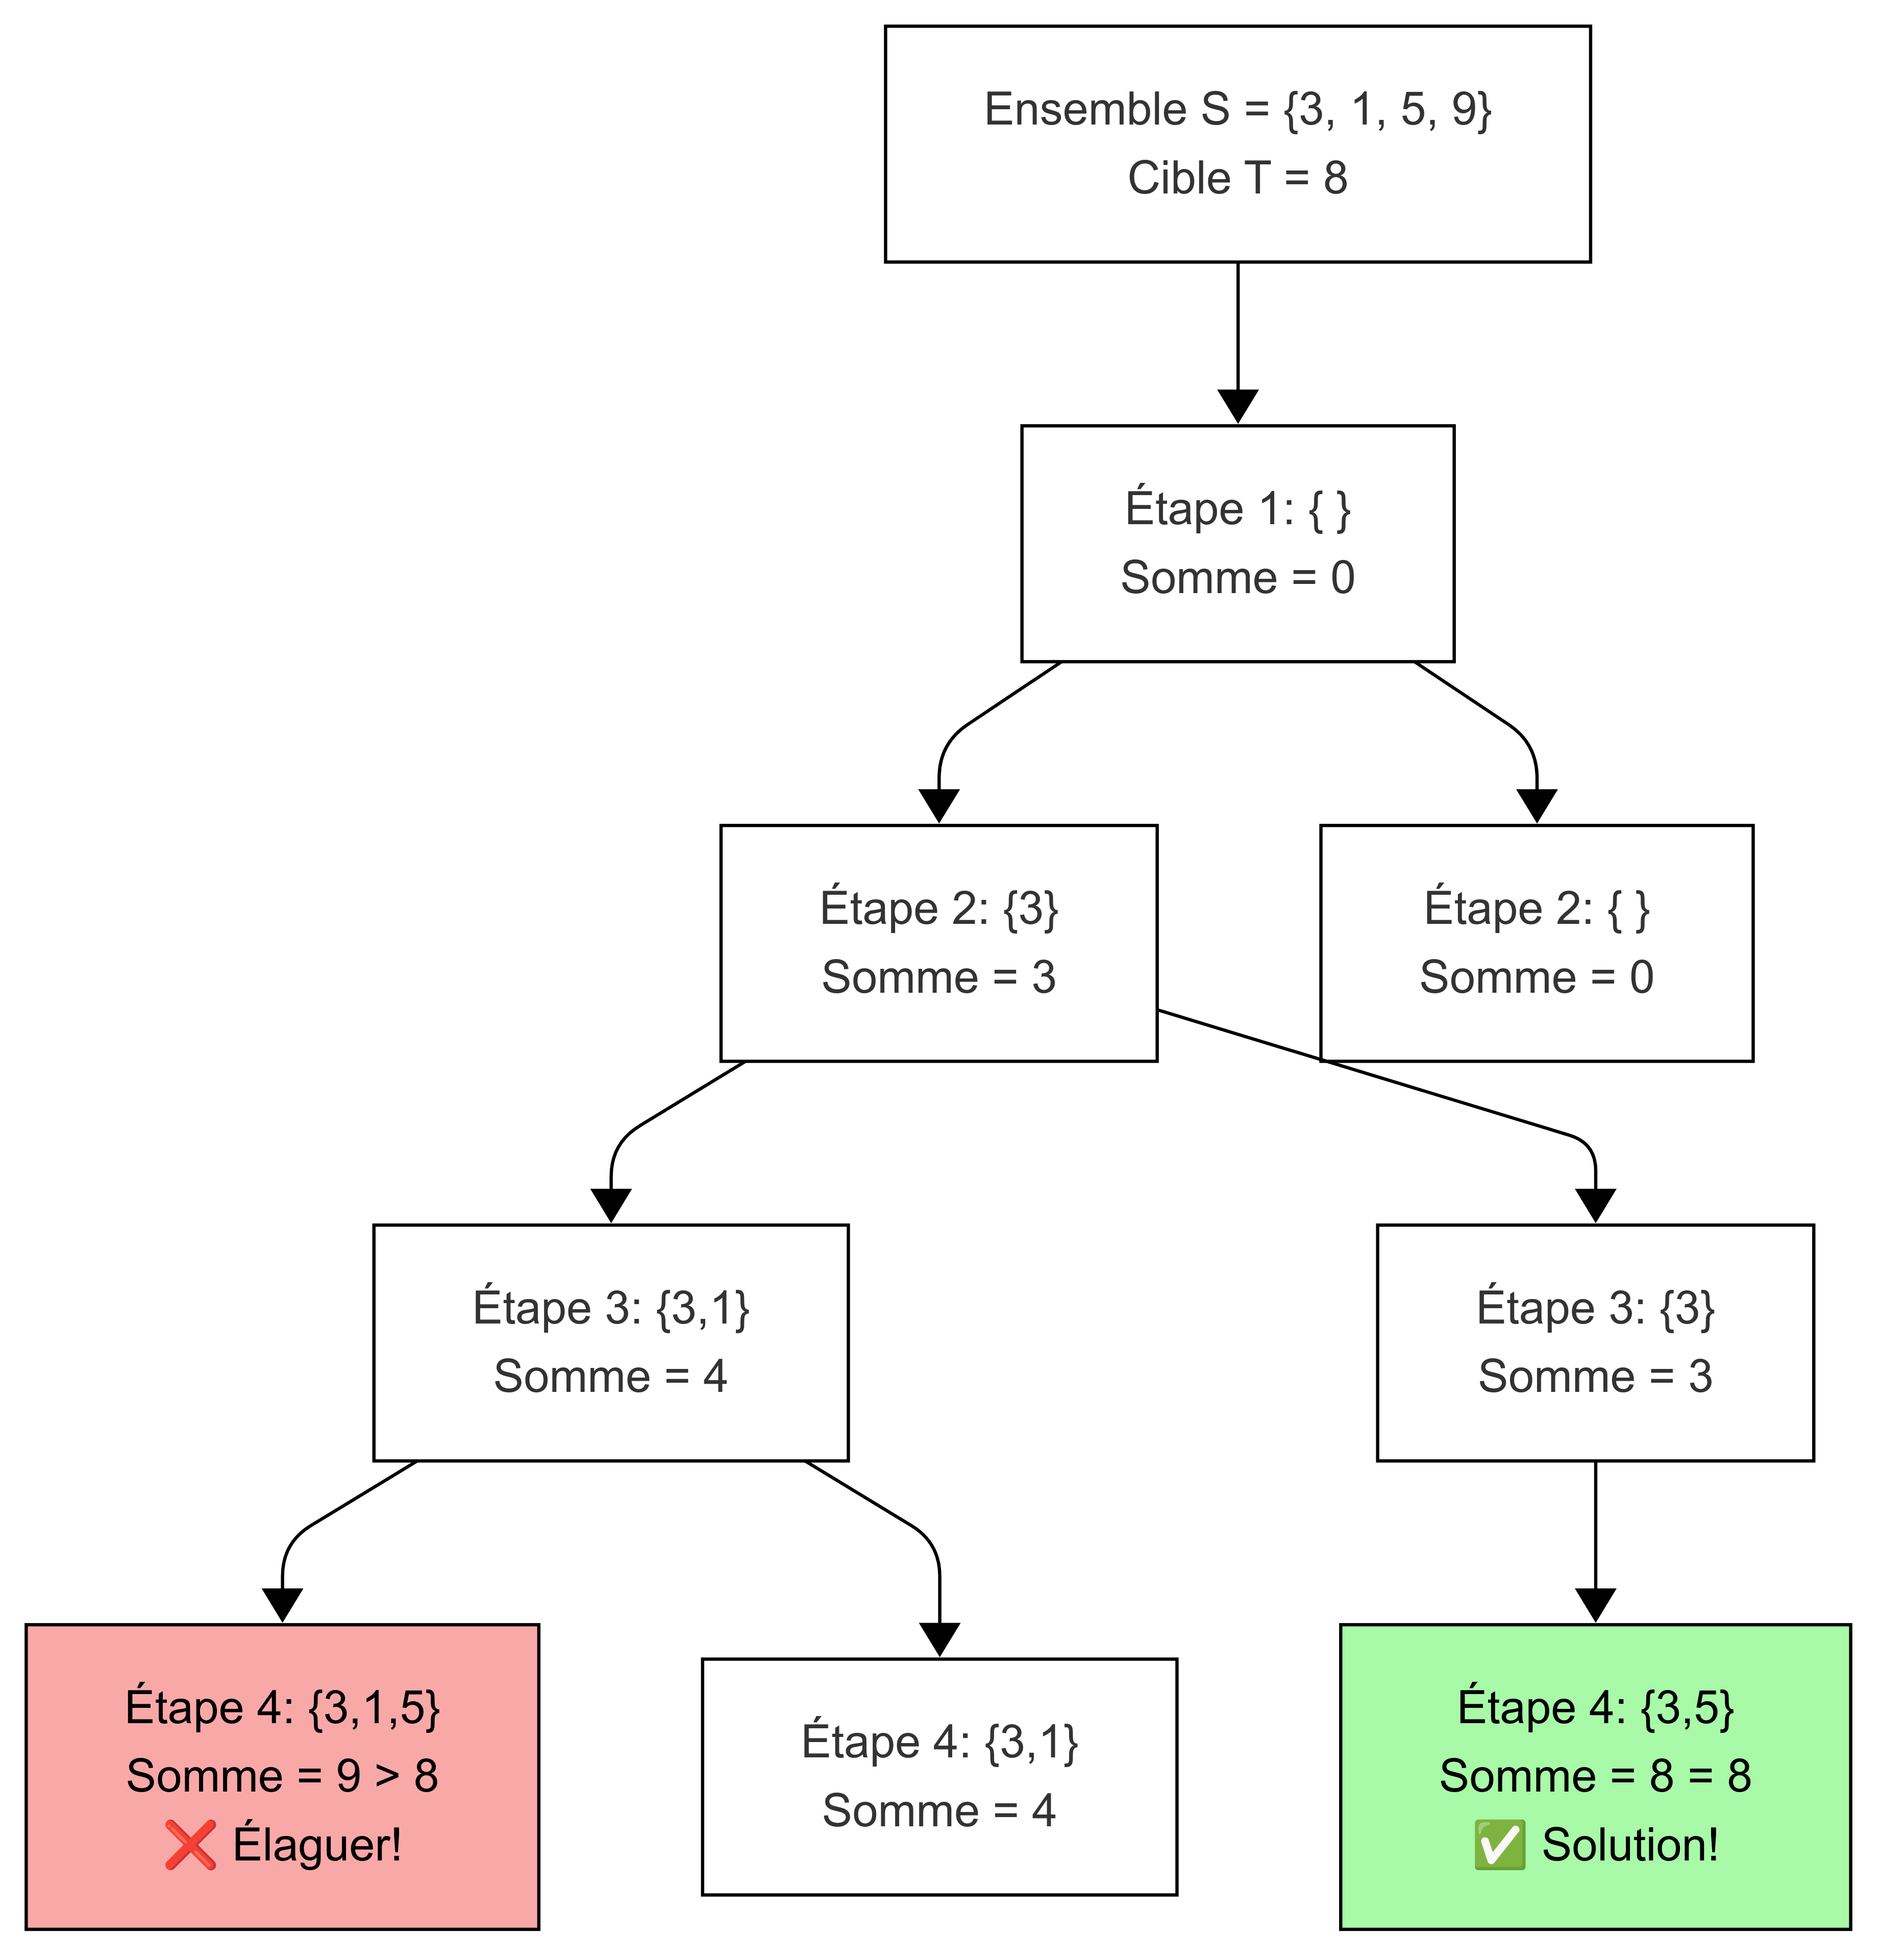 Ensemble S = {3, 1, 5, 9}
Cible T = 8
Étape 1: { }
Somme = 0
Étape 2: {3}
Somme = 3
Étape 2: { }
Somme = 0
Étape 3: {3,1}
Somme = 4
Étape 3: {3}
Somme = 3
Étape 4: {3,1,5}
Somme = 9 > 8
❌ Élaguer!
Étape 4: {3,1}
Somme = 4
Étape 4: {3,5}
Somme = 8 = 8
✅ Solution!